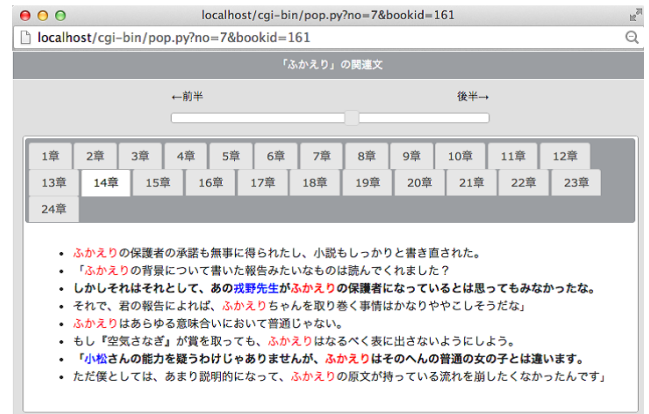 localhost/cgi-bin/pop.py?no=7&bookid=161
localhost/cgi-bin/pop.py?no=7&bookid=161
「ふかえり」の関連文
←前半 後半→
1章 2章 3章 4章 5章 6章 7章 8章 9章 10章 11章 12章
13章 14章 15章 16章 17章 18章 19章 20章 21章 22章 23章
24章
• ふかえりの保護者の承諾も無事に得られたし、小説もしっかりと書き直された。
• 「ふかえりの背景について書いた報告みたいなものは読んでくれました？
• しかしそれはそれとして、あの戎野先生がふかえりの保護者になっているとは思ってもみなかったな。
• それで、君の報告によれば、ふかえりちゃんを取り巻く事情はかなりややこしそうだな」
• ふかえりはあらゆる意味合いにおいて普通じゃない。
• もし『空気さなぎ』が賞を取っても、ふかえりはなるべく表に出さないようにしよう。
• 「小松さんの能力を疑うわけじゃありませんが、ふかえりはそのへんの普通の女の子とは違います。
• ただ僕としては、あまり説明的になって、ふかえりの原文が持っている流れを崩したくなかったんです」